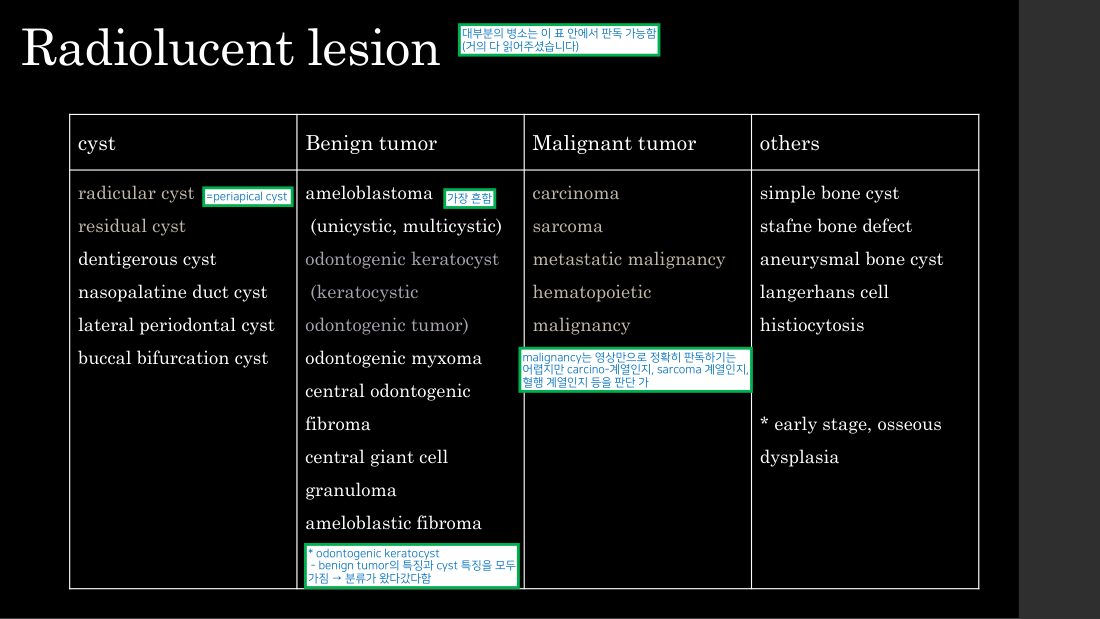 Radiolucent lesion
대부분의 병소는 이 표 안에서 판독 가능함
(거의 다 읽어주셨습니다)
cyst
Benign tumor
Malignant tumor
others
radicular cyst
=periapical cyst
residual cyst
dentigerous cyst
nasopalatine duct cyst
lateral periodontal cyst
buccal bifurcation cyst
ameloblastoma
가장 흔함
(unicystic, multicystic)
odontogenic keratocyst
(keratocystic
odontogenic tumor)
odontogenic myxoma
central odontogenic
fibroma
central giant cell
granuloma
ameloblastic fibroma
* odontogenic keratocyst
- benign tumor의 특징과 cyst 특징을 모두
가짐 → 분류가 왔다갔다함
carcinoma
sarcoma
metastatic malignancy
hematopoietic
malignancy
malignancy는 영상만으로 정확히 판독하기는
어렵지만 carcino-계열인지, sarcoma 계열인지,
혈행 계열인지 등을 판단 가
simple bone cyst
stafne bone defect
aneurysmal bone cyst
langerhans cell
histiocytosis
* early stage, osseous
dysplasia